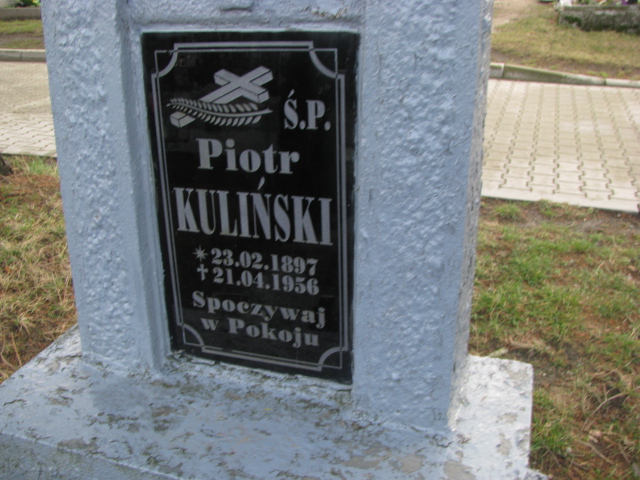 Ś.P.
Piotr
KULIŃSKI
* 23.02.1897
† 21.04.1956
Spoczywaj
w Pokoju